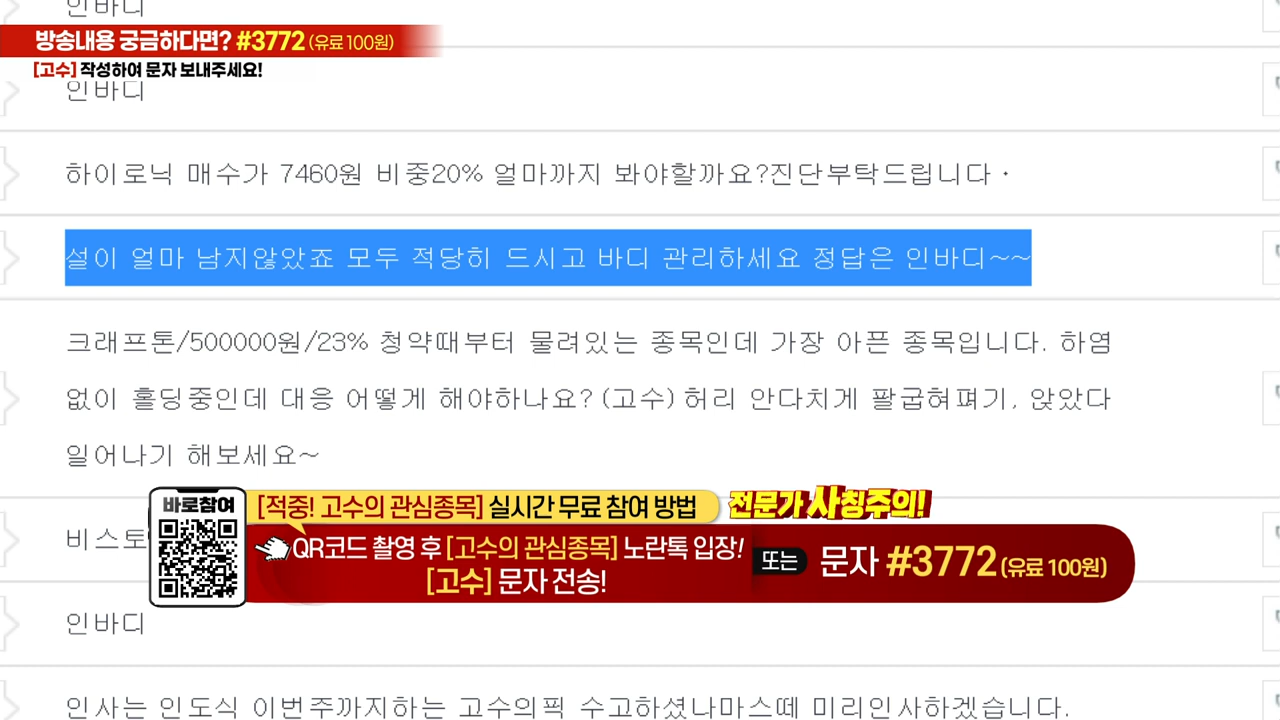 인바디
방송내용 궁금하다면? #3772 (유료 100원)
[고수] 작성하여 문자 보내주세요!
인바디
하이로닉 매수가 7460원 비중20% 얼마까지 봐야할까요?진단부탁드립니다·
설이 얼마 남지않았죠 모두 적당히 드시고 바디 관리하세요 정답은 인바디~~
크래프톤/500000원/23% 청약때부터 물려있는 종목인데 가장 아픈 종목입니다. 하염
없이 홀딩중인데 대응 어떻게 해야하나요? (고수) 허리 안다치게 팔굽혀펴기, 앉았다
일어나기 해보세요~
바로참여
[적중! 고수의 관심종목] 실시간 무료 참여 방법
전문가 사칭주의!
비스토
QR코드 촬영 후 [고수의 관심종목] 노란톡 입장!
[고수] 문자 전송!
또는
문자 #3772 (유료 100원)
인바디
인사는 인도식 이번주까지하는 고수의픽 수고하셨나마스떼 미리인사하겠습니다.